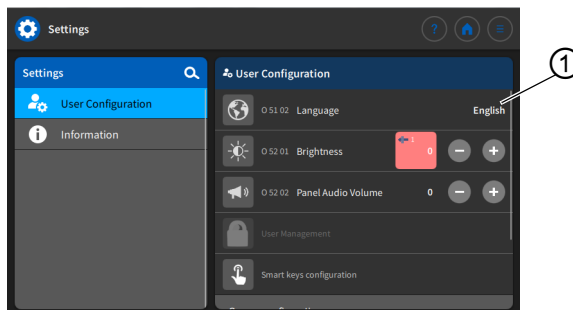 Settings
?
Settings
User Configuration
Information
User Configuration
O 51 02 Language English
O 52 01 Brightness 1 0 - +
O 52 02 Panel Audio Volume 0 - +
User Management
Smart keys configuration
1